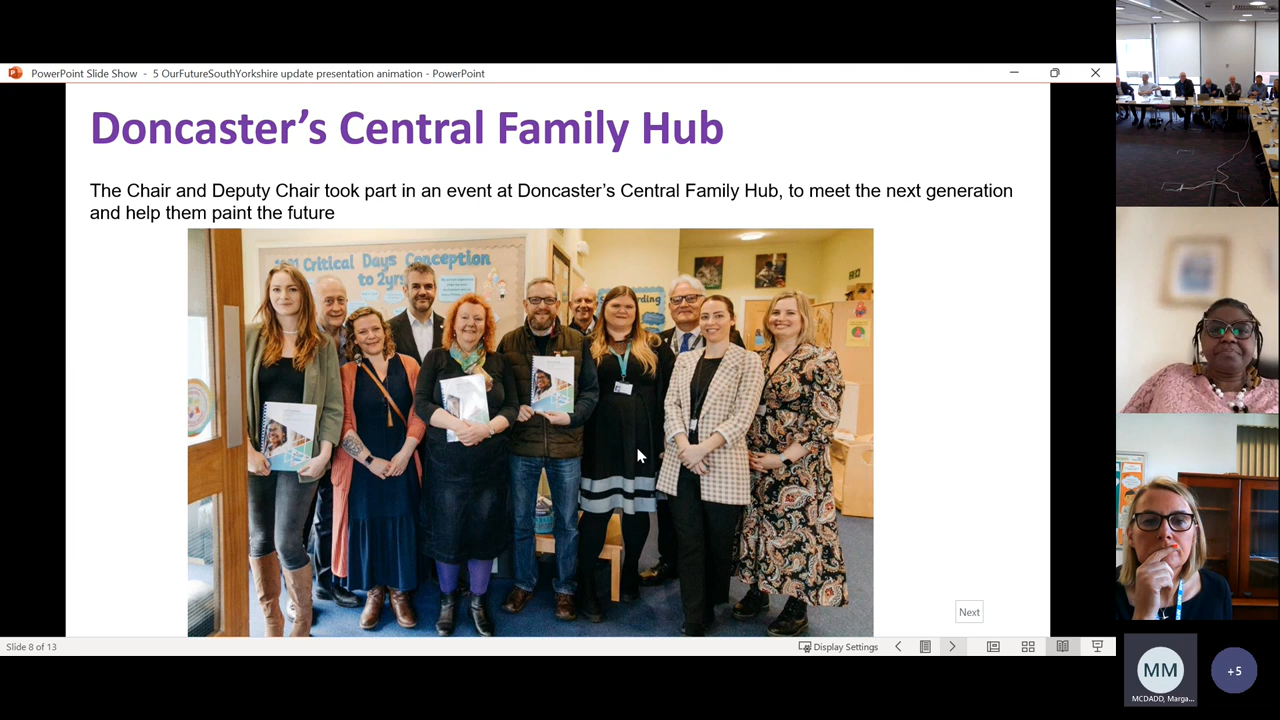 PowerPoint Slide Show - 5 OurFutureSouthYorkshire update presentation animation - PowerPoint
Doncaster's Central Family Hub
The Chair and Deputy Chair took part in an event at Doncaster's Central Family Hub, to meet the next generation
and help them paint the future
Critical Days Conception
to 2yrs
Next
Slide 8 of 13
Display Settings
MM
MCDADD, Marga...
+5